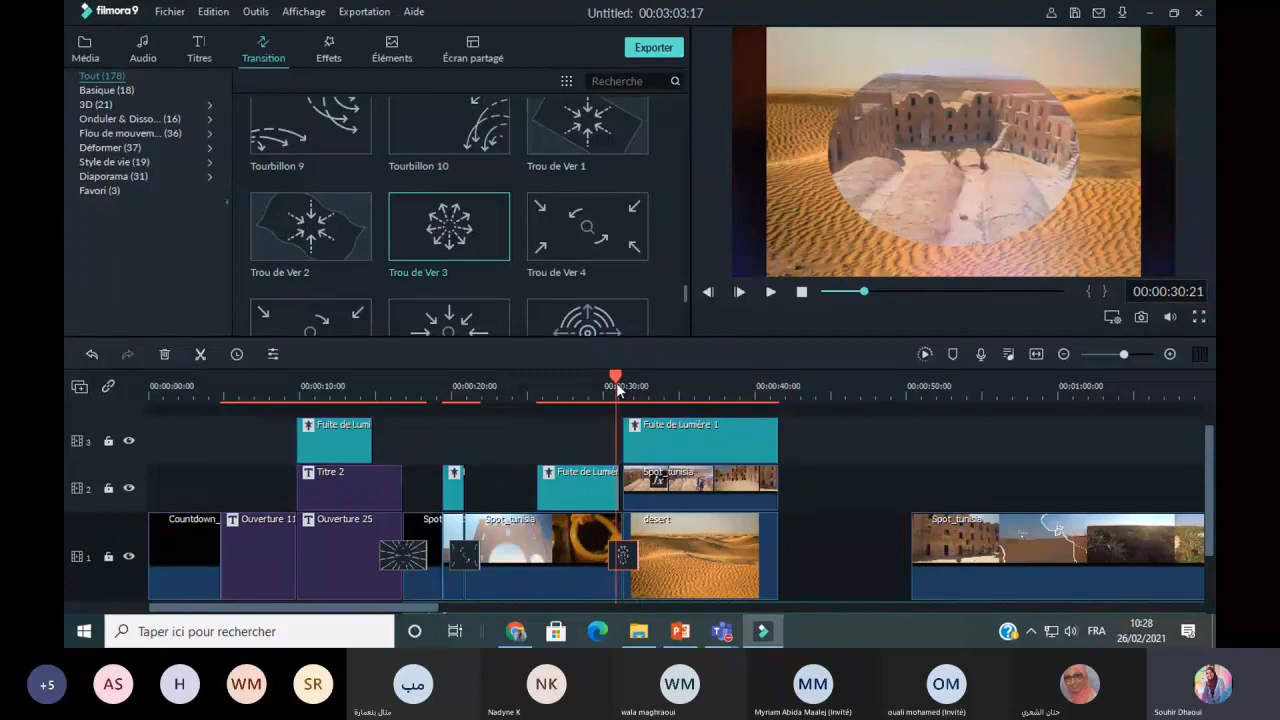 filmora9
Fichier
Edition
Outils
Affichage
Exportation
Aide
Untitled: 00:03:03:17
Média
Audio
Titres
Transition
Effets
Éléments
Écran partagé
Exporter
Tout (178)
Basique (18)
3D (21)
Onduler & Disso... (16)
Flou de mouvem... (36)
Déformer (37)
Style de vie (19)
Diaporama (31)
Favori (3)
Recherche
Tourbillon 9
Tourbillon 10
Trou de Ver 1
Trou de Ver 2
Trou de Ver 3
Trou de Ver 4
00:00:30:21
00:00:00:00
00:00:10:00
00:00:20:00
00:00:30:00
00:00:40:00
00:00:50:00
00:01:00:00
3
Fuite de Lumi
Fuite de Lumière 1
2
T Titre 2
Fuite de Lumièr
Spot_tunisia
fx
1
Countdown_
T Ouverture 11
T Ouverture 25
Spot
Spot_tunisia
desert
Spot_tunisia
Taper ici pour rechercher
FRA
10:28
26/02/2021
+5
AS
H
WM
SR
مب
منال بنعمارة
NK
Nadyne K
WM
wala maghraoui
MM
Myriam Abida Maalej (Invité)
OM
ouali mohamed (Invité)
حنان الشعري
Souhir Dhaoui